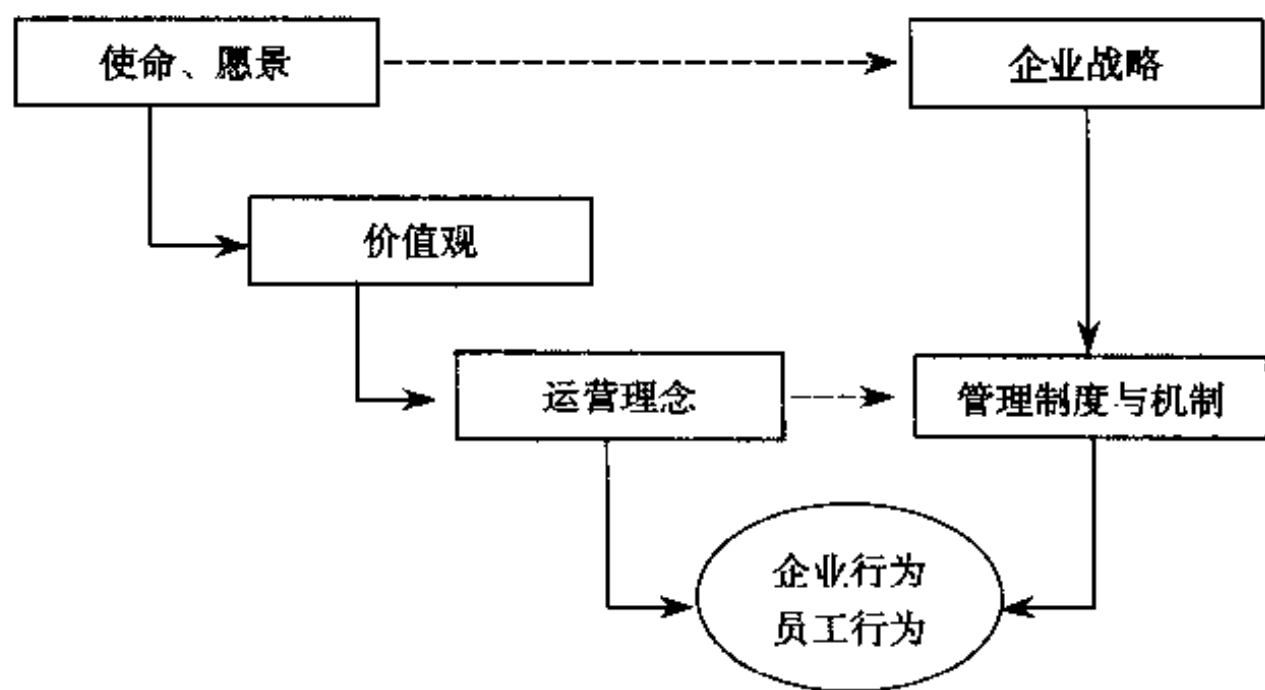 使命、愿景
企业战略
价值观
运营理念
管理制度与机制
企业行为
员工行为